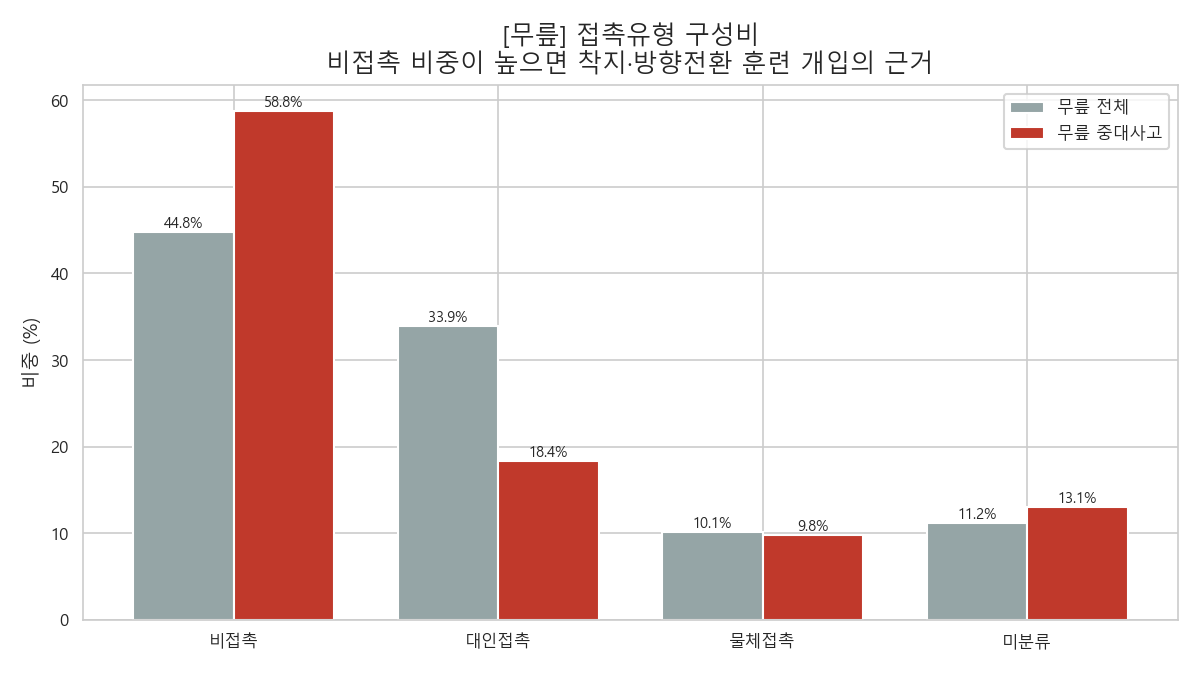 [무릎] 접촉유형 구성비
비접촉 비중이 높으면 착지·방향전환 훈련 개입의 근거
무릎 전체
무릎 중대사고
비중 (%)
60
50
40
30
20
10
0
44.8%
58.8%
33.9%
18.4%
10.1%
9.8%
11.2%
13.1%
비접촉
대인접촉
물체접촉
미분류